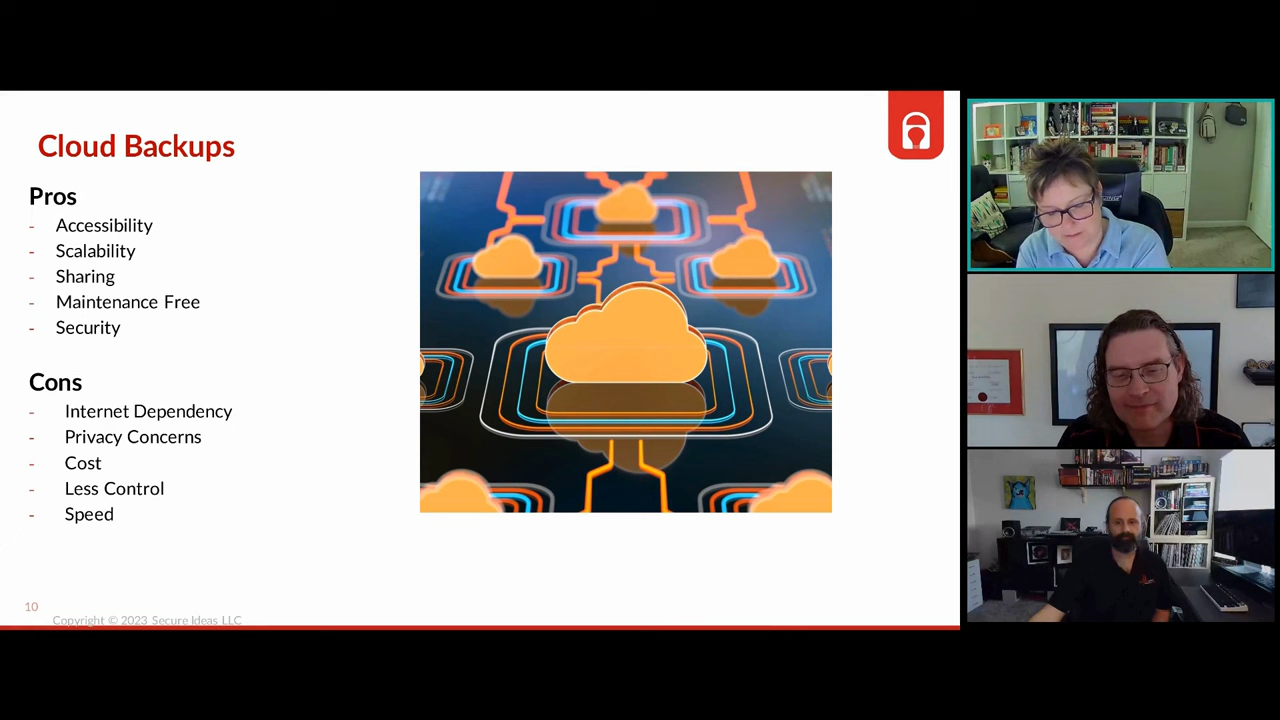 Cloud Backups
Pros
- Accessibility
- Scalability
- Sharing
- Maintenance Free
- Security
Cons
- Internet Dependency
- Privacy Concerns
- Cost
- Less Control
- Speed
10
Copyright © 2023 Secure Ideas LLC